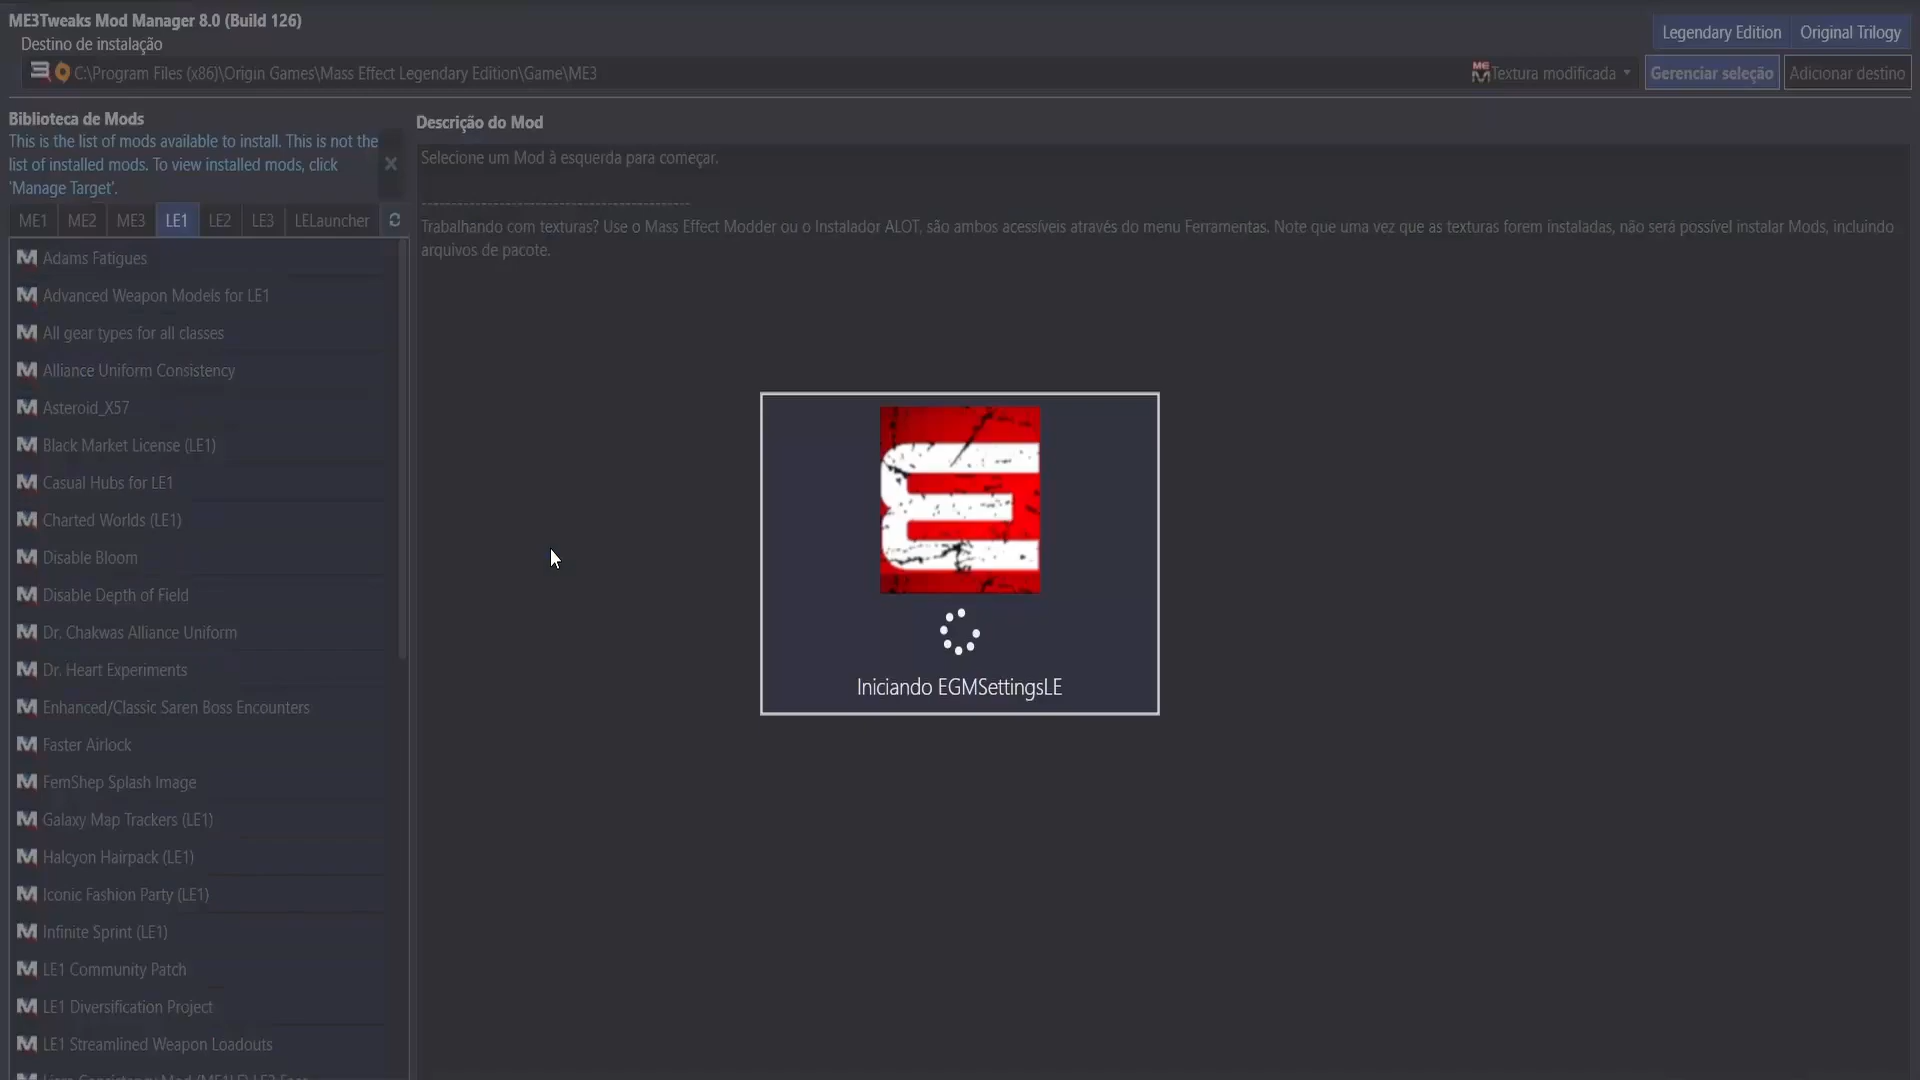 ME3Tweaks Mod Manager 8.0 (Build 126)
Legendary Edition
Original Trilogy
Destino de instalação
C:\Program Files (x86)\Origin Games\Mass Effect Legendary Edition\Game\ME3
Textura modificada
Gerenciar seleção
Adicionar destino
Biblioteca de Mods
This is the list of mods available to install. This is not the
list of installed mods. To view installed mods, click
'Manage Target'.
ME1 ME2 ME3 LE1 LE2 LE3 LELauncher
Adams Fatigues
Advanced Weapon Models for LE1
All gear types for all classes
Alliance Uniform Consistency
Asteroid_X57
Black Market License (LE1)
Casual Hubs for LE1
Charted Worlds (LE1)
Disable Bloom
Disable Depth of Field
Dr. Chakwas Alliance Uniform
Dr. Heart Experiments
Enhanced/Classic Saren Boss Encounters
Faster Airlock
FemShep Splash Image
Galaxy Map Trackers (LE1)
Halcyon Hairpack (LE1)
Iconic Fashion Party (LE1)
Infinite Sprint (LE1)
LE1 Community Patch
LE1 Diversification Project
LE1 Streamlined Weapon Loadouts
Descrição do Mod
Selecione um Mod à esquerda para começar.
Trabalhando com texturas? Use o Mass Effect Modder ou o Instalador ALOT, são ambos acessíveis através do menu Ferramentas. Note que uma vez que as texturas forem instaladas, não será possível instalar Mods, incluindo
arquivos de pacote.
Iniciando EGMSettingsLE